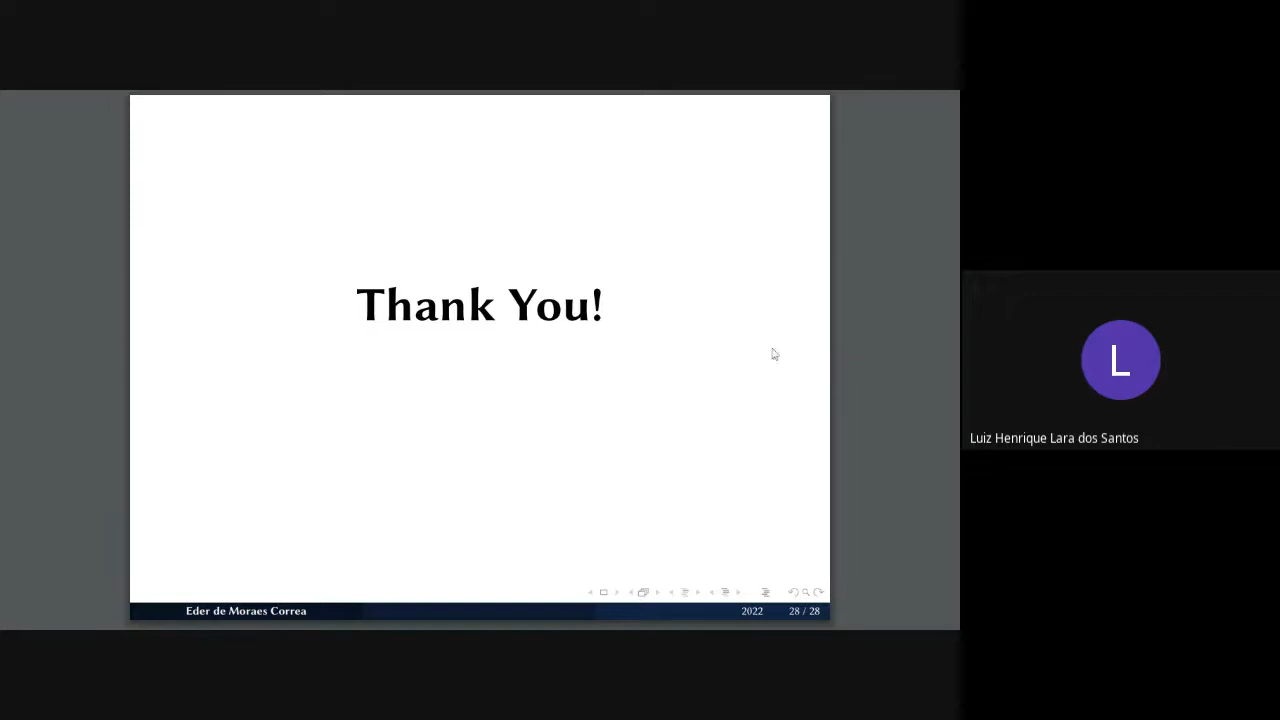 Thank You!
L
Luiz Henrique Lara dos Santos
Eder de Moraes Correa 2022 28 / 28